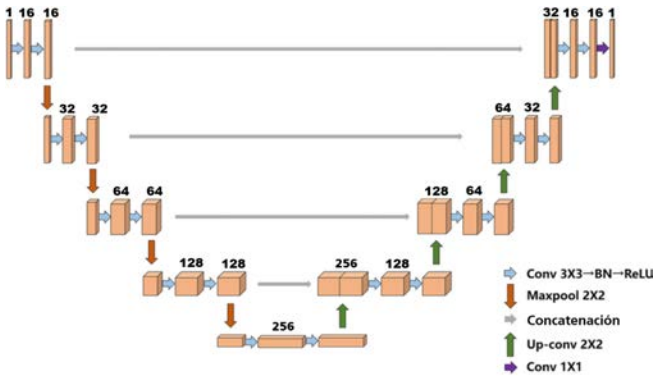 1 16 16
32 16 16 1
32 32
64 32
64 64
128 64
128 128
256 128
256
Conv 3X3→BN→ReLU
Maxpool 2X2
Concatenación
Up-conv 2X2
Conv 1X1